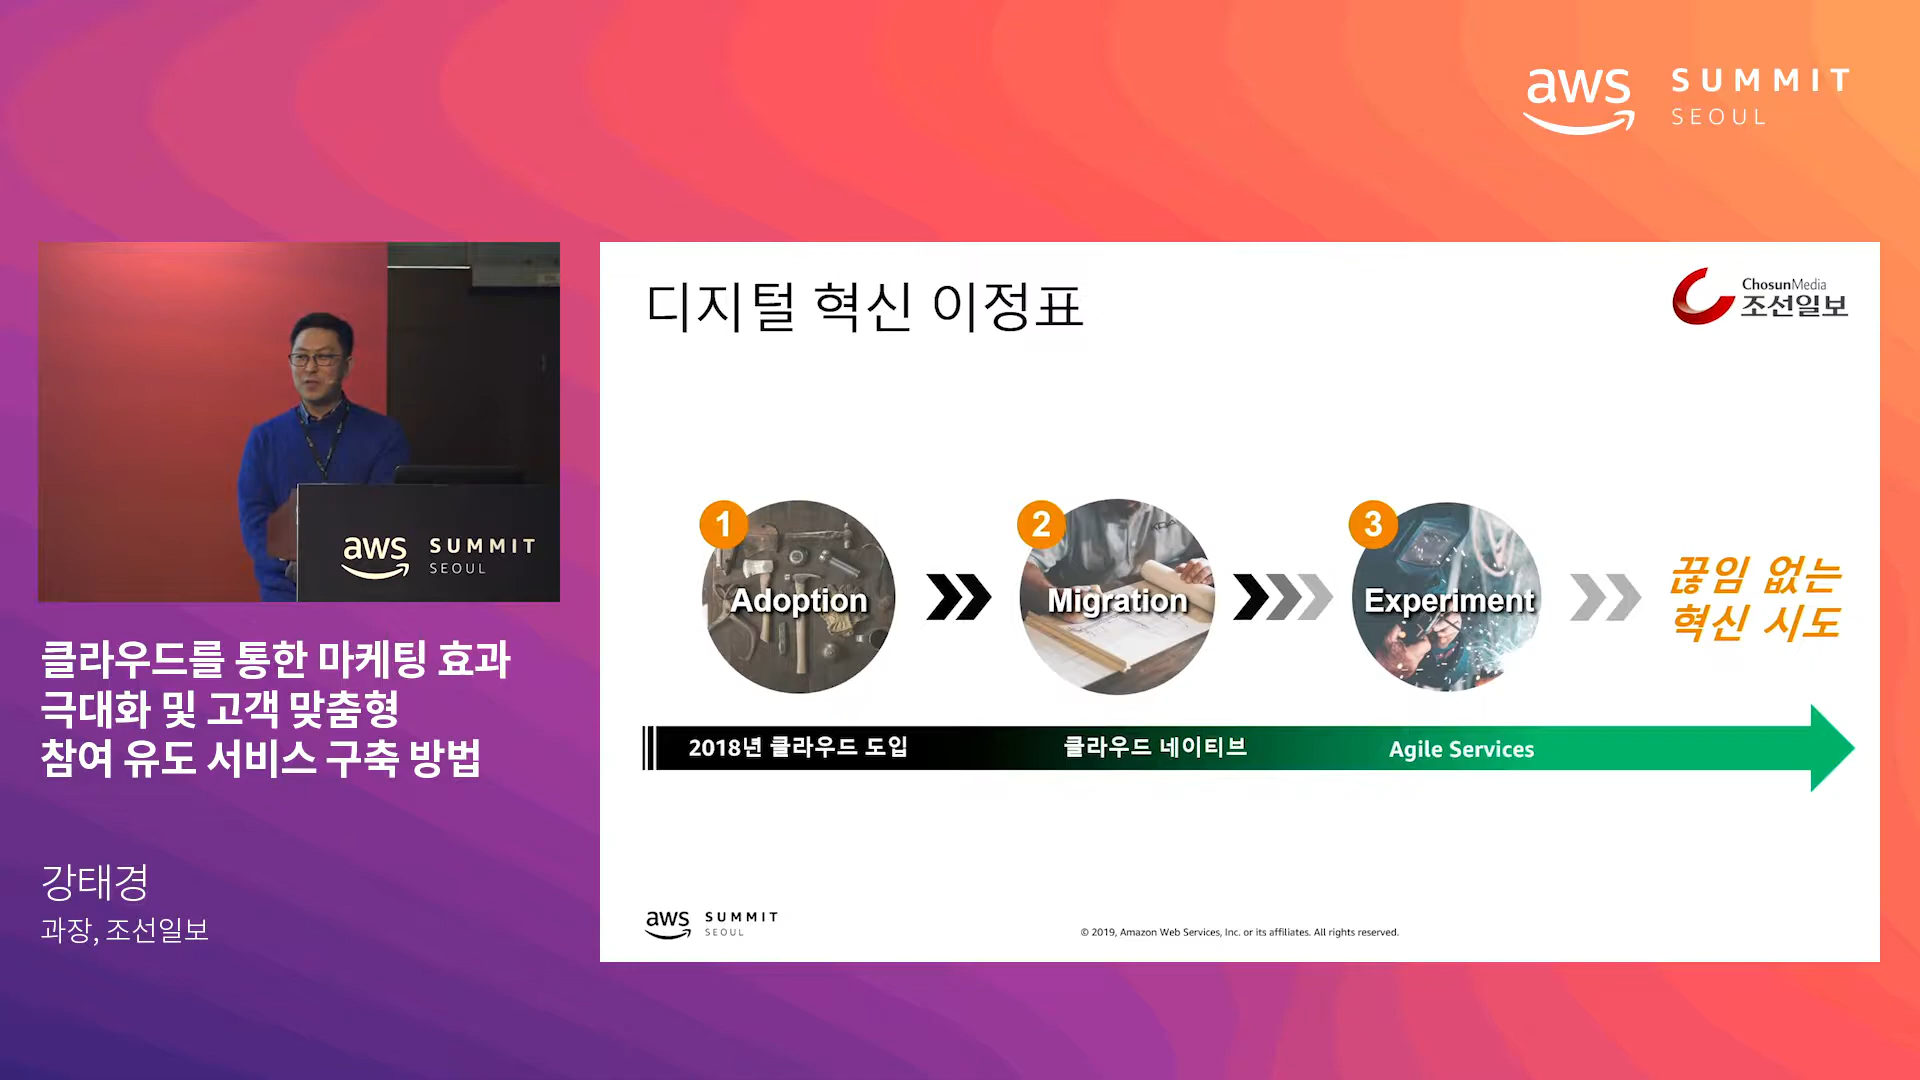 aws SUMMIT
SEOUL
aws SUMMIT
SEOUL
클라우드를 통한 마케팅 효과
극대화 및 고객 맞춤형
참여 유도 서비스 구축 방법
강태경
과장, 조선일보
디지털 혁신 이정표
ChosunMedia
조선일보
1
Adoption
2
Migration
3
Experiment
끊임 없는
혁신 시도
2018년 클라우드 도입
클라우드 네이티브
Agile Services
aws SUMMIT
SEOUL
© 2019, Amazon Web Services, Inc. or its affiliates. All rights reserved.